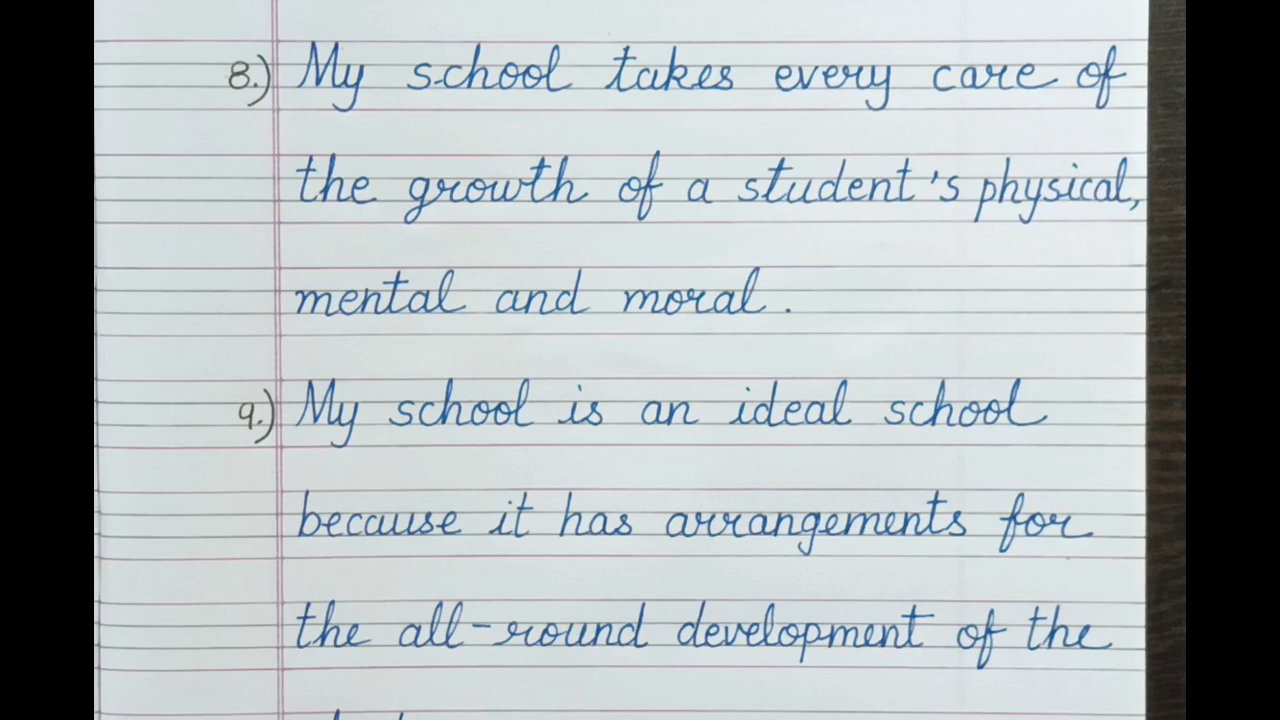 8.) My school takes every care of
the growth of a student's physical,
mental and moral.
9.) My school is an ideal school
because it has arrangements for
the all-round development of the